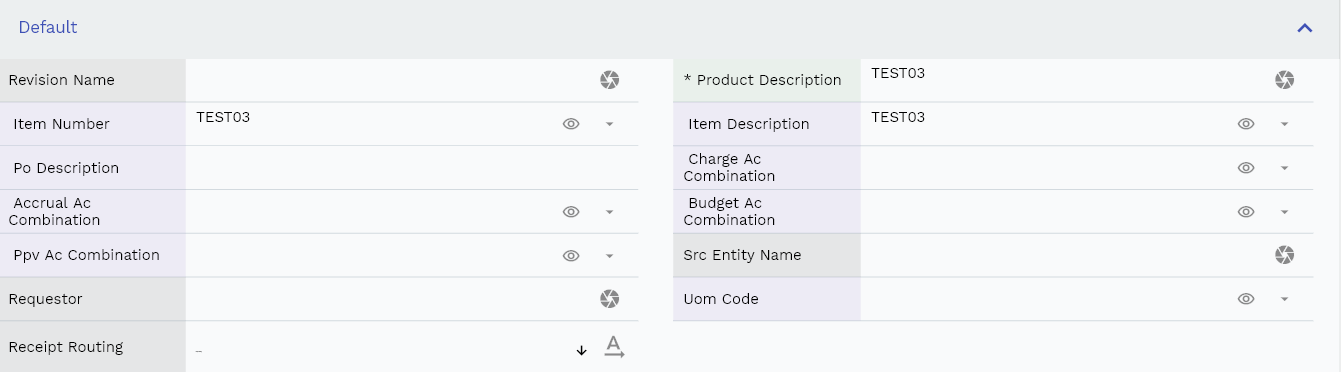 Default
Revision Name
* Product Description TEST03
Item Number TEST03
Item Description TEST03
Po Description
Charge Ac
Combination
Accrual Ac
Combination
Budget Ac
Combination
Ppv Ac Combination
Src Entity Name
Requestor
Uom Code
Receipt Routing --
A